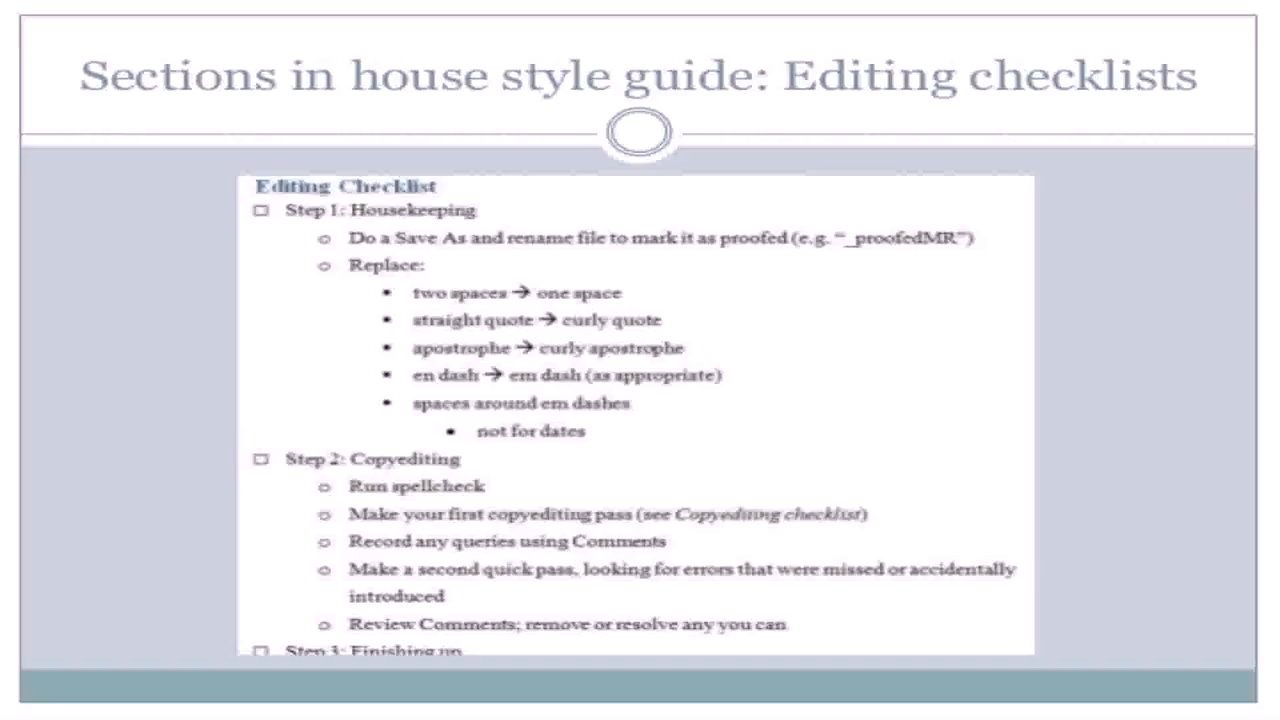 Sections in house style guide: Editing checklists
Editing Checklist
□ Step 1: Housekeeping
o Do a Save As and rename file to mark it as proofed (e.g. “_proofedMR”)
o Replace:
▪ two spaces → one space
▪ straight quote → curly quote
▪ apostrophe → curly apostrophe
▪ en dash → em dash (as appropriate)
▪ spaces around em dashes
• not for dates
□ Step 2: Copyediting
o Run spellcheck
o Make your first copyediting pass (see Copyediting checklist)
o Record any queries using Comments
o Make a second quick pass, looking for errors that were missed or accidentally
introduced
o Review Comments; remove or resolve any you can
□ Step 3: Finishing up